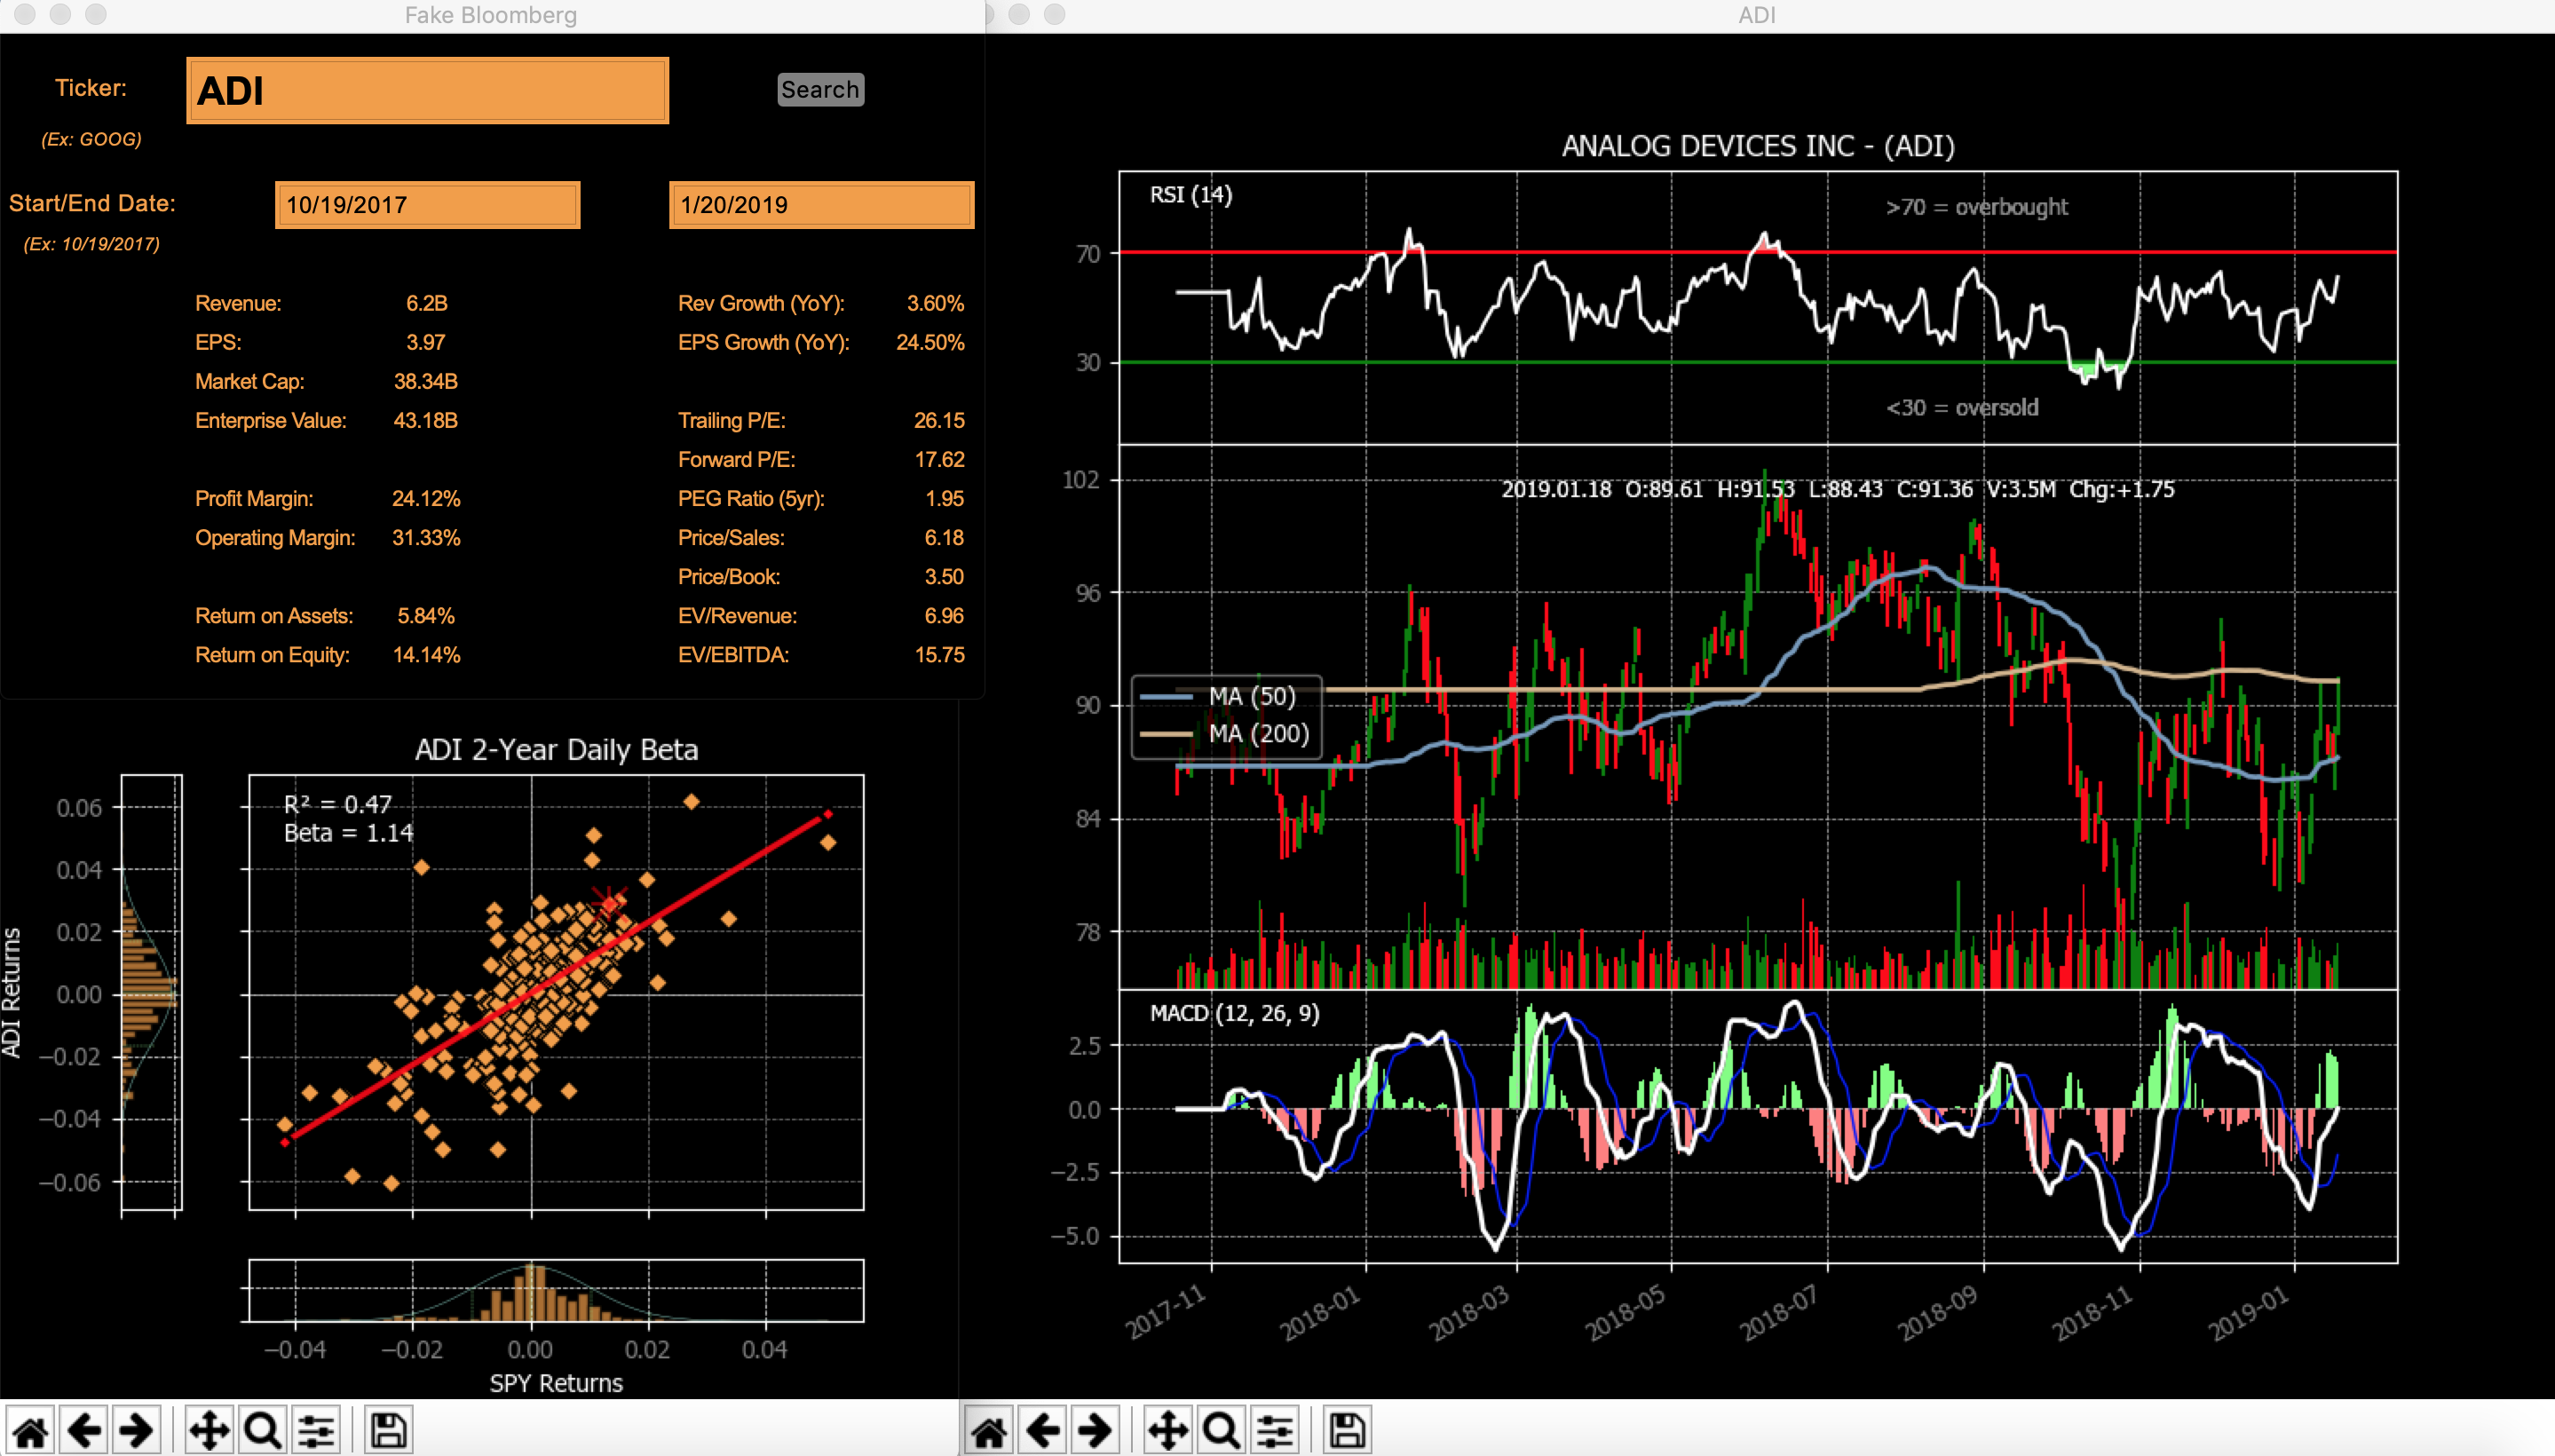 Fake Bloomberg
Ticker:
ADI
Search
(Ex: GOOG)
Start/End Date:
10/19/2017
1/20/2019
(Ex: 10/19/2017)
Revenue: 6.2B
EPS: 3.97
Market Cap: 38.34B
Enterprise Value: 43.18B
Profit Margin: 24.12%
Operating Margin: 31.33%
Return on Assets: 5.84%
Return on Equity: 14.14%
Rev Growth (YoY): 3.60%
EPS Growth (YoY): 24.50%
Trailing P/E: 26.15
Forward P/E: 17.62
PEG Ratio (5yr): 1.95
Price/Sales: 6.18
Price/Book: 3.50
EV/Revenue: 6.96
EV/EBITDA: 15.75
ADI 2-Year Daily Beta
R² = 0.47
Beta = 1.14
ADI Returns
0.06
0.04
0.02
0.00
−0.02
−0.04
−0.06
−0.04 −0.02 0.00 0.02 0.04
SPY Returns
ADI
ANALOG DEVICES INC - (ADI)
RSI (14)
>70 = overbought
70
30
<30 = oversold
2019.01.18 O:89.61 H:91.53 L:88.43 C:91.36 V:3.5M Chg:+1.75
102
96
90
84
78
MA (50)
MA (200)
MACD (12, 26, 9)
2.5
0.0
−2.5
−5.0
2017-11 2018-01 2018-03 2018-05 2018-07 2018-09 2018-11 2019-01